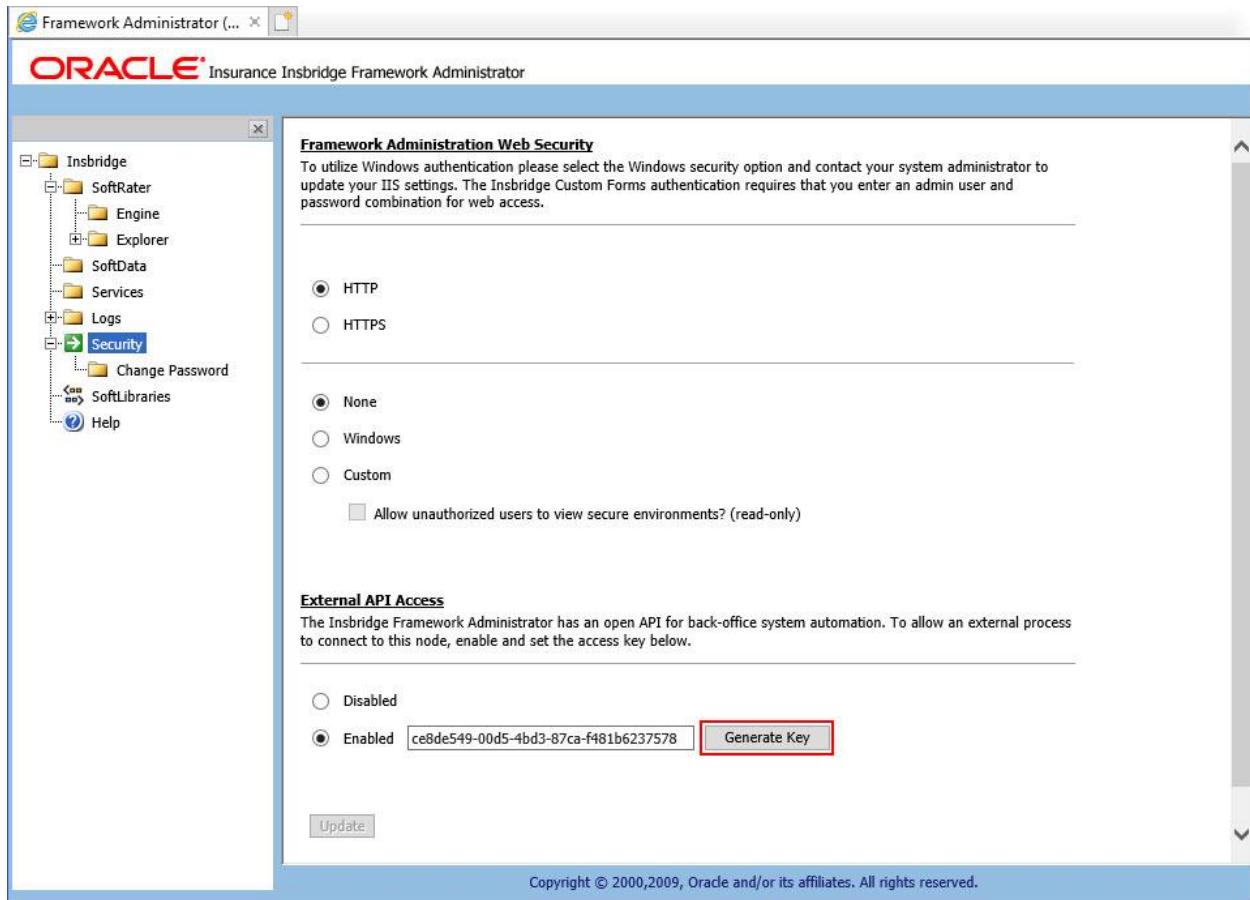 Framework Administrator (...
ORACLE® Insurance Insbridge Framework Administrator
Insbridge
SoftRater
Engine
Explorer
SoftData
Services
Logs
Security
Change Password
SoftLibraries
Help
Framework Administration Web Security
To utilize Windows authentication please select the Windows security option and contact your system administrator to
update your IIS settings. The Insbridge Custom Forms authentication requires that you enter an admin user and
password combination for web access.
HTTP
HTTPS
None
Windows
Custom
Allow unauthorized users to view secure environments? (read-only)
External API Access
The Insbridge Framework Administrator has an open API for back-office system automation. To allow an external process
to connect to this node, enable and set the access key below.
Disabled
Enabled ce8de549-00d5-4bd3-87ca-f481b6237578 Generate Key
Update
Copyright © 2000,2009, Oracle and/or its affiliates. All rights reserved.